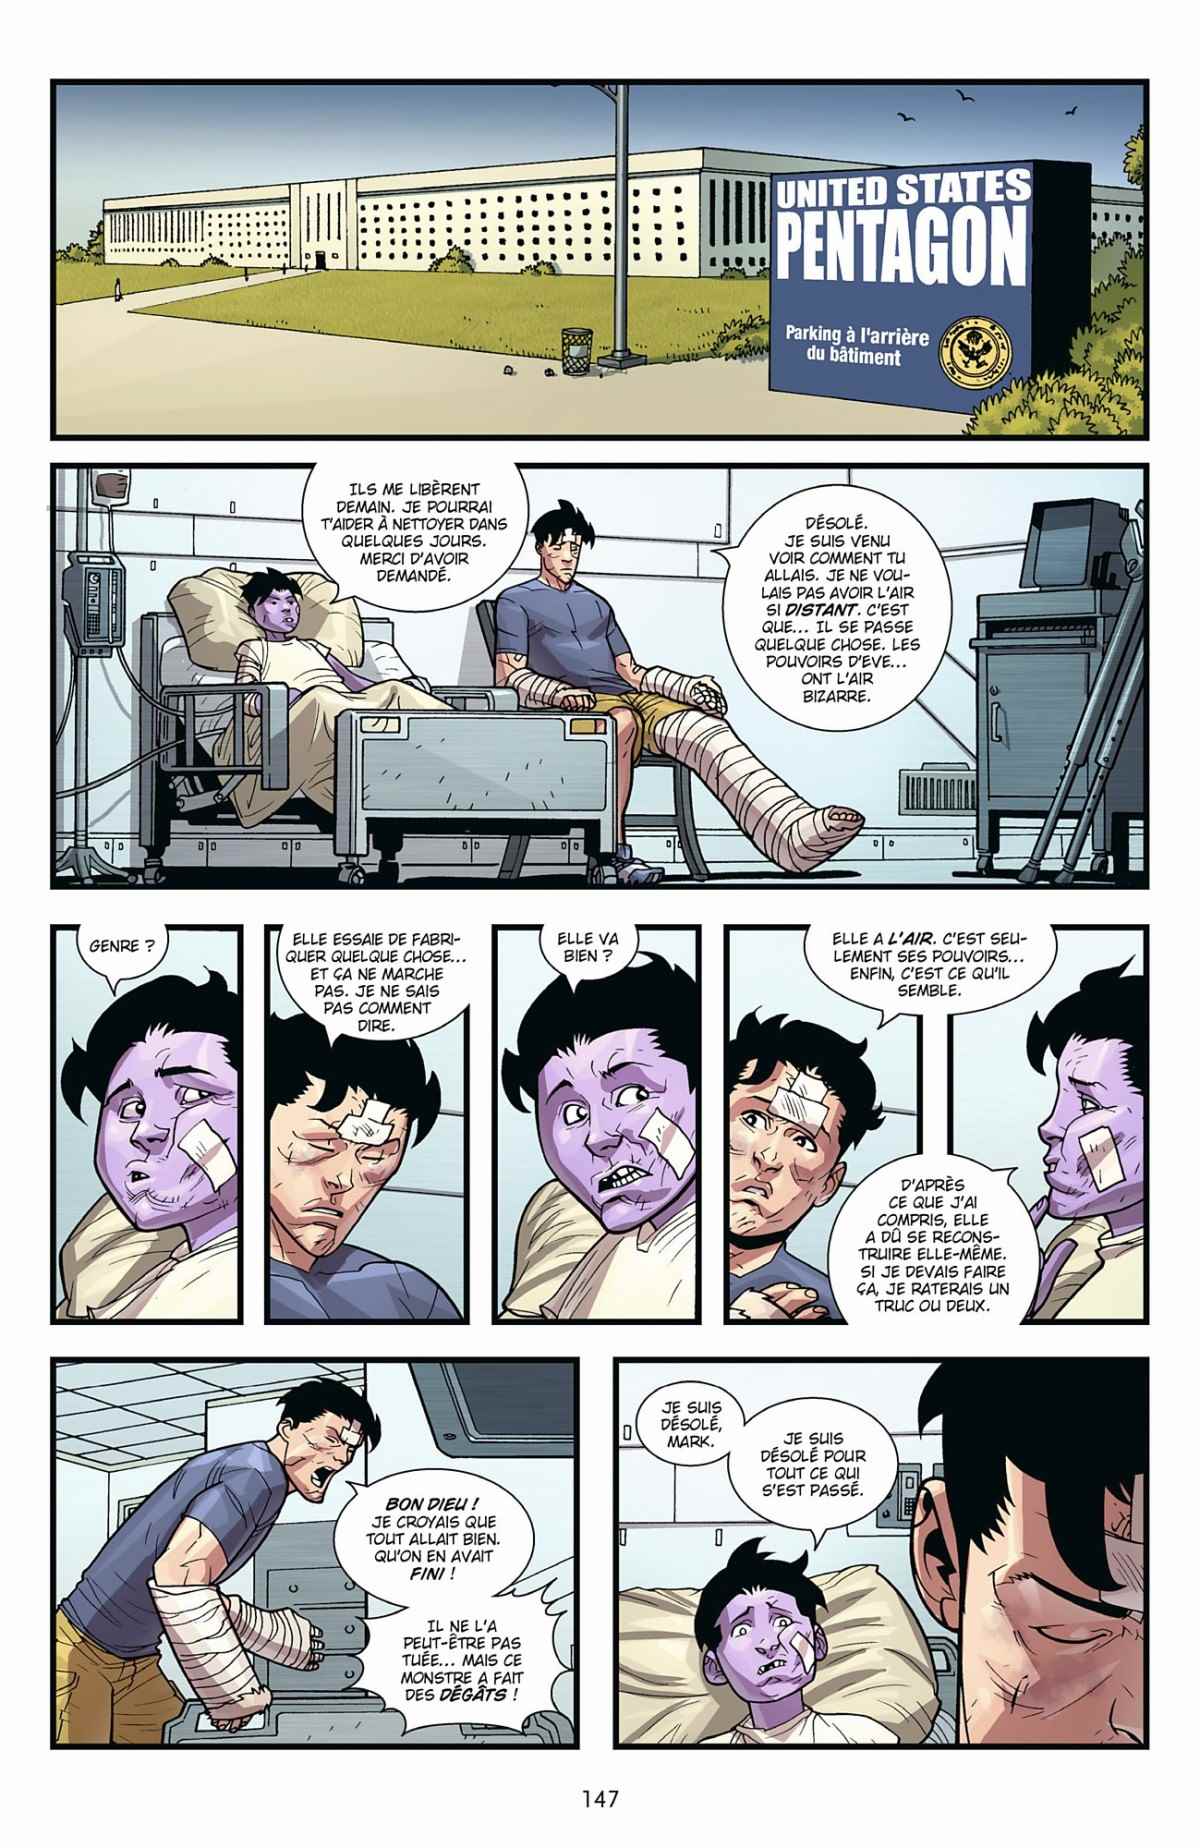 UNITED STATES
PENTAGON
Parking à l'arrière
du bâtiment
ILS ME LIBÈRENT
DEMAIN. JE POURRAI
T'AIDER À NETTOYER DANS
QUELQUES JOURS.
MERCI D'AVOIR
DEMANDÉ.
DÉSOLÉ.
JE SUIS VENU
VOIR COMMENT TU
ALLAIS. JE NE VOU-
LAIS PAS AVOIR L'AIR
SI DISTANT. C'EST
QUE... IL SE PASSE
QUELQUE CHOSE. LES
POUVOIRS D'EVE...
ONT L'AIR
BIZARRE.
GENRE ?
ELLE ESSAIE DE FABRI-
QUER QUELQUE CHOSE...
ET ÇA NE MARCHE
PAS. JE NE SAIS
PAS COMMENT
DIRE.
ELLE VA
BIEN ?
ELLE A L'AIR. C'EST SEU-
LEMENT SES POUVOIRS...
ENFIN, C'EST CE QU'IL
SEMBLE.
D'APRÈS
CE QUE J'AI
COMPRIS, ELLE
A DÛ SE RECONS-
TRUIRE ELLE-MÊME.
SI JE DEVAIS FAIRE
ÇA, JE RATERAIS UN
TRUC OU DEUX.
BON DIEU !
JE CROYAIS QUE
TOUT ALLAIT BIEN.
QU'ON EN AVAIT
FINI !
IL NE L'A
PEUT-ÊTRE PAS
TUÉE... MAIS CE
MONSTRE A FAIT
DES DÉGÂTS !
JE SUIS
DÉSOLÉ,
MARK.
JE SUIS
DÉSOLÉ POUR
TOUT CE QUI
S'EST PASSÉ.
147